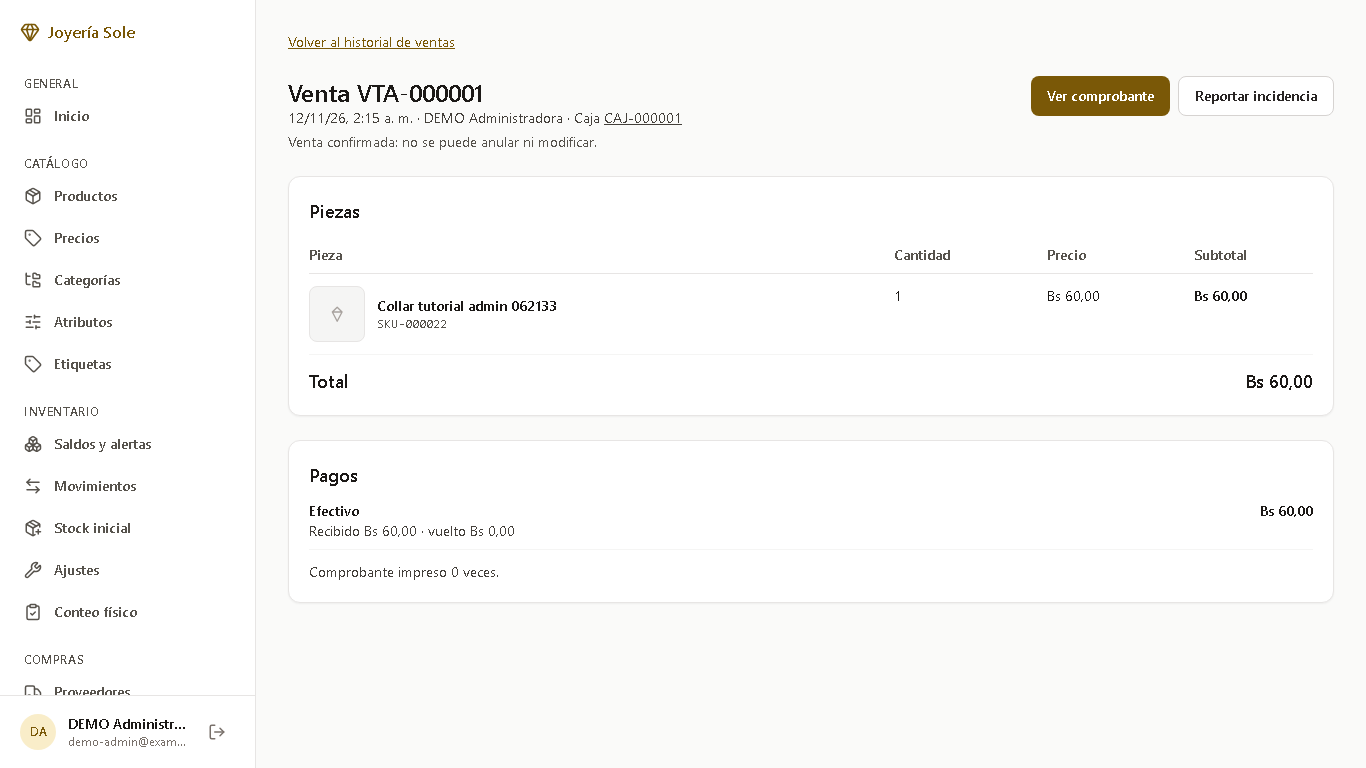 Joyería Sole
GENERAL
Inicio
CATÁLOGO
Productos
Precios
Categorías
Atributos
Etiquetas
INVENTARIO
Saldos y alertas
Movimientos
Stock inicial
Ajustes
Conteo físico
COMPRAS
Proveedores
DA
DEMO Administr...
demo-admin@exam...
Volver al historial de ventas
Venta VTA-000001
12/11/26, 2:15 a. m. · DEMO Administradora · Caja CAJ-000001
Venta confirmada: no se puede anular ni modificar.
Ver comprobante
Reportar incidencia
Piezas
Pieza Cantidad Precio Subtotal
Collar tutorial admin 062133 1 Bs 60,00 Bs 60,00
SKU-000022
Total Bs 60,00
Pagos
Efectivo Bs 60,00
Recibido Bs 60,00 · vuelto Bs 0,00
Comprobante impreso 0 veces.